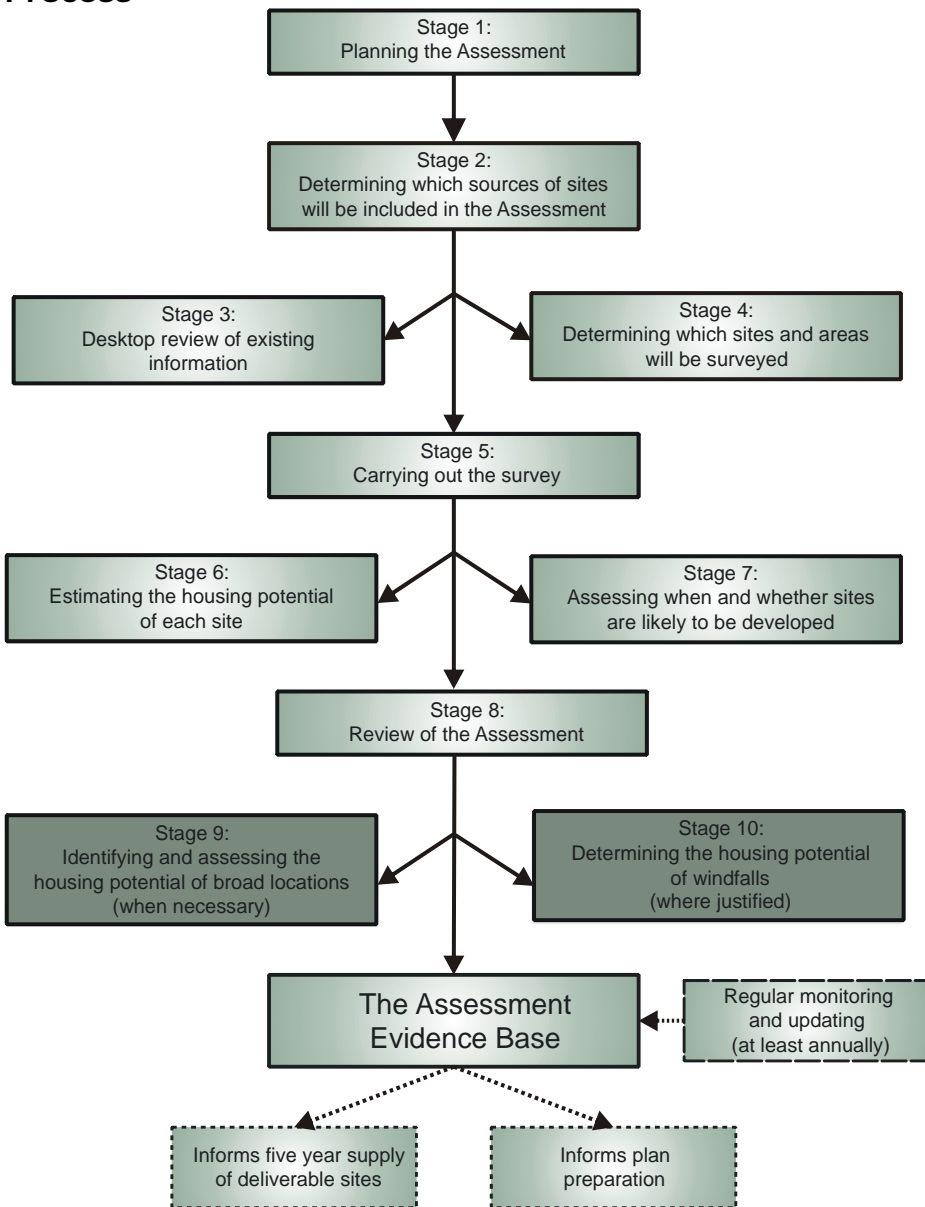 Stage 1:
Planning the Assessment
Stage 2:
Determining which sources of sites
will be included in the Assessment
Stage 3:
Desktop review of existing
information
Stage 4:
Determining which sites and areas
will be surveyed
Stage 5:
Carrying out the survey
Stage 6:
Estimating the housing potential
of each site
Stage 7:
Assessing when and whether sites
are likely to be developed
Stage 8:
Review of the Assessment
Stage 9:
Identifying and assessing the
housing potential of broad locations
(when necessary)
Stage 10:
Determining the housing potential
of windfalls
(where justified)
The Assessment
Evidence Base
Regular monitoring
and updating
(at least annually)
Informs five year supply
of deliverable sites
Informs plan
preparation